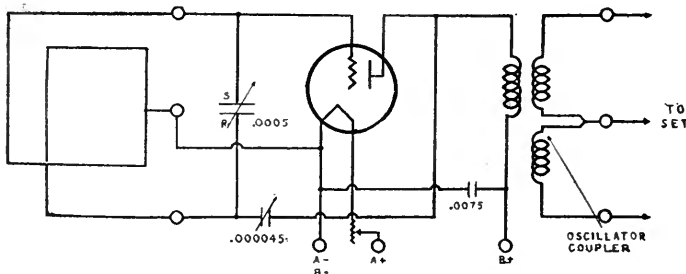 S
R
.0005
.000045
.0075
A-
B-
A+
B+
TO
SET
OSCILLATOR
COUPLER